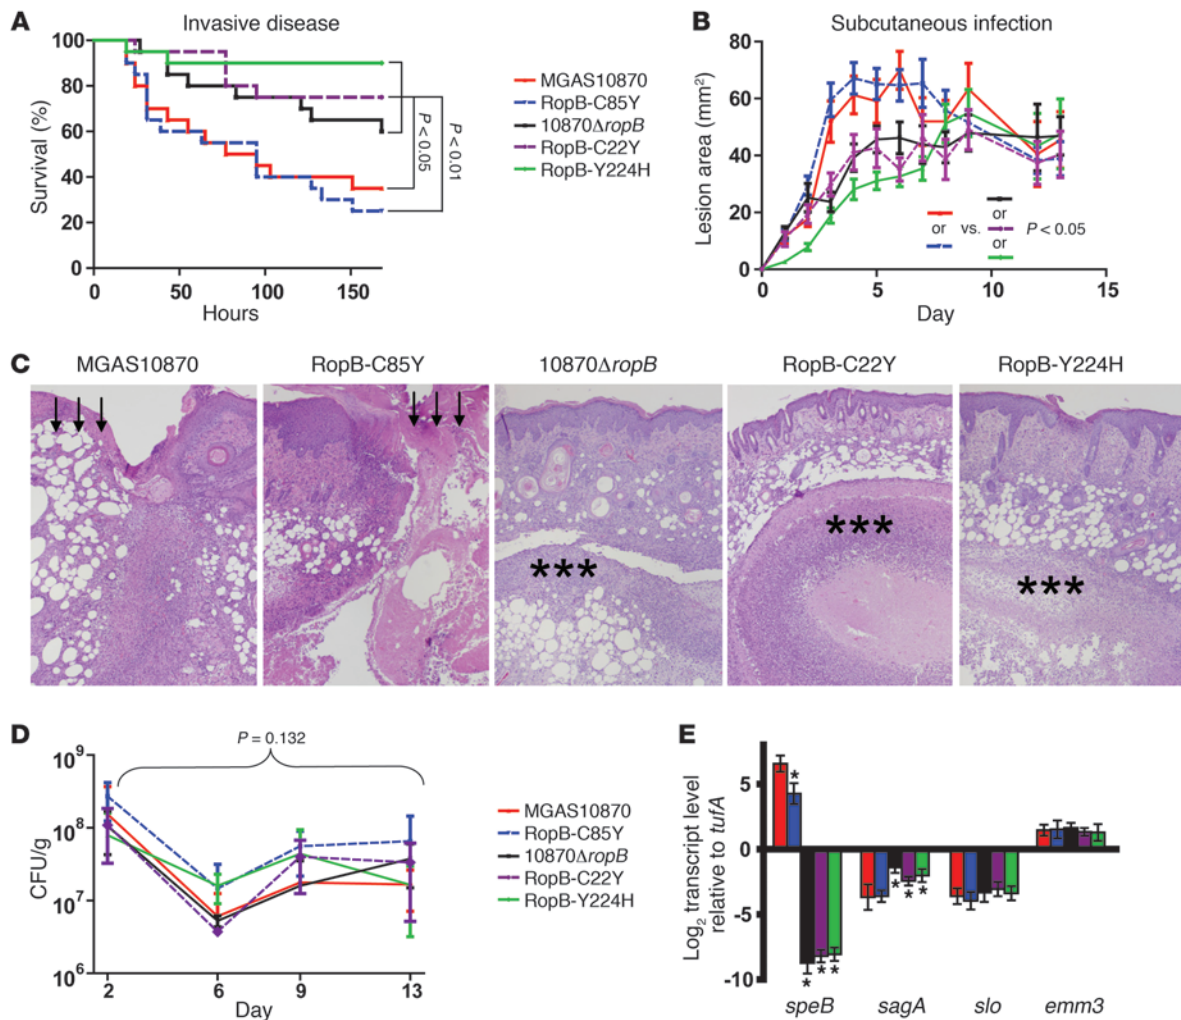 A
Invasive disease
100
80
60
40
20
0
Survival (%)
0
50
100
150
Hours
P < 0.05
P < 0.01
MGAS10870
RopB-C85Y
10870ΔropB
RopB-C22Y
RopB-Y224H
B
Subcutaneous infection
80
60
40
20
0
Lesion area (mm²)
0
5
10
15
Day
or
vs.
or
or
P < 0.05
C
MGAS10870
RopB-C85Y
10870ΔropB
RopB-C22Y
RopB-Y224H
***
***
***
D
P = 0.132
10⁹
10⁸
10⁷
10⁶
CFU/g
2
6
9
13
Day
MGAS10870
RopB-C85Y
10870ΔropB
RopB-C22Y
RopB-Y224H
E
Log₂ transcript level
relative to tufA
5
0
-5
-10
*
*
*
*
*
*
*
speB
sagA
slo
emm3